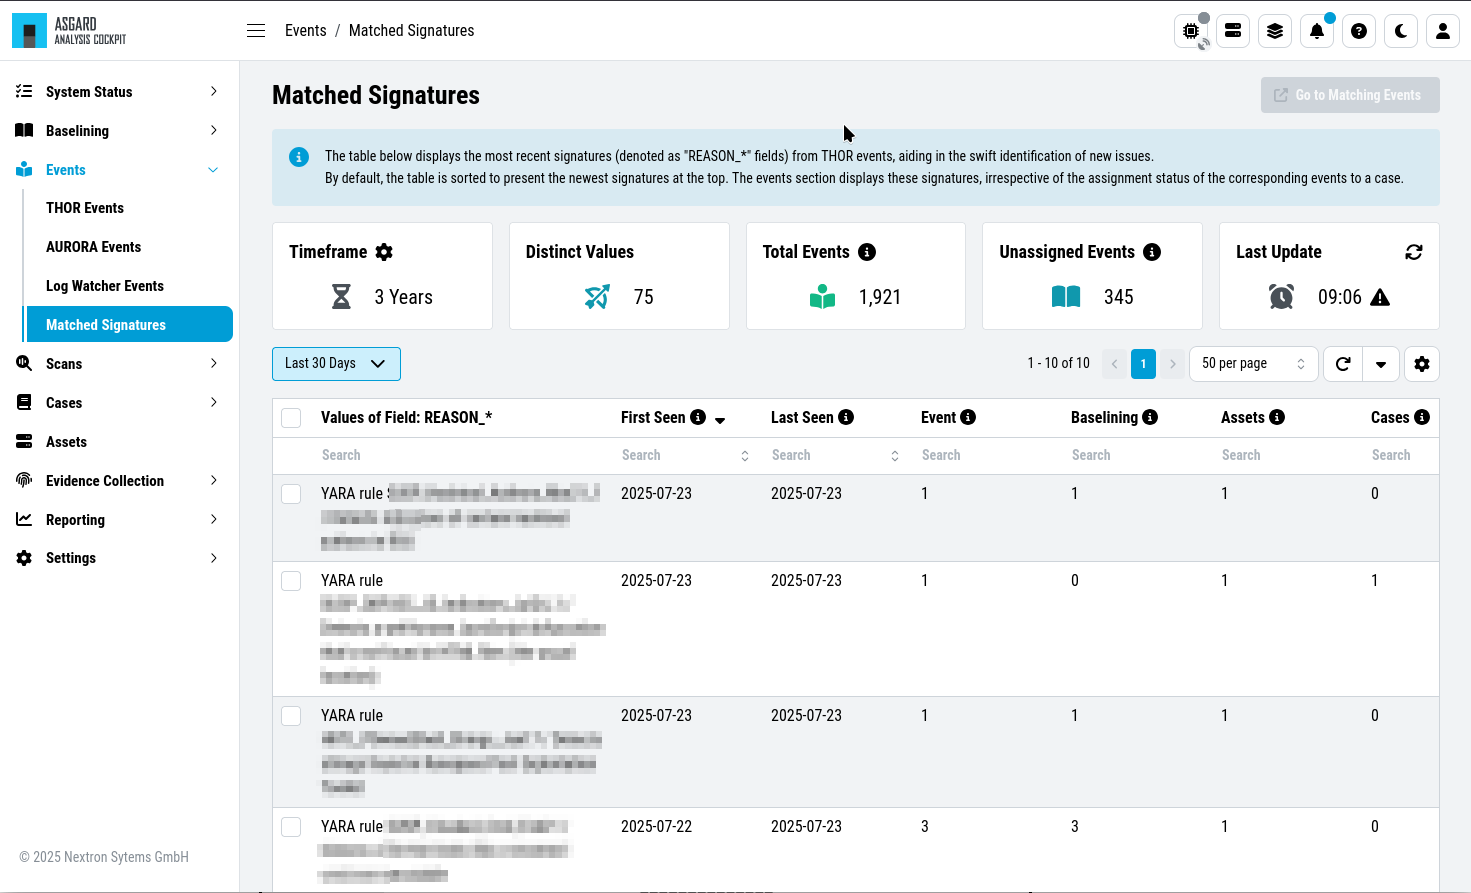 ASGARD
ANALYSIS COCKPIT
Events / Matched Signatures
System Status
Baselining
Events
THOR Events
AURORA Events
Log Watcher Events
Matched Signatures
Scans
Cases
Assets
Evidence Collection
Reporting
Settings
© 2025 Nextron Sytems GmbH
Matched Signatures
Go to Matching Events
The table below displays the most recent signatures (denoted as "REASON_*" fields) from THOR events, aiding in the swift identification of new issues.
By default, the table is sorted to present the newest signatures at the top. The events section displays these signatures, irrespective of the assignment status of the corresponding events to a case.
Timeframe
3 Years
Distinct Values
75
Total Events
1,921
Unassigned Events
345
Last Update
09:06
Last 30 Days
1 - 10 of 10
1
50 per page
Values of Field: REASON_* First Seen Last Seen Event Baselining Assets Cases
Search Search Search Search Search Search Search
YARA rule 2025-07-23 2025-07-23 1 1 1 0
YARA rule 2025-07-23 2025-07-23 1 0 1 1
YARA rule 2025-07-23 2025-07-23 1 1 1 0
YARA rule 2025-07-22 2025-07-23 3 3 1 0